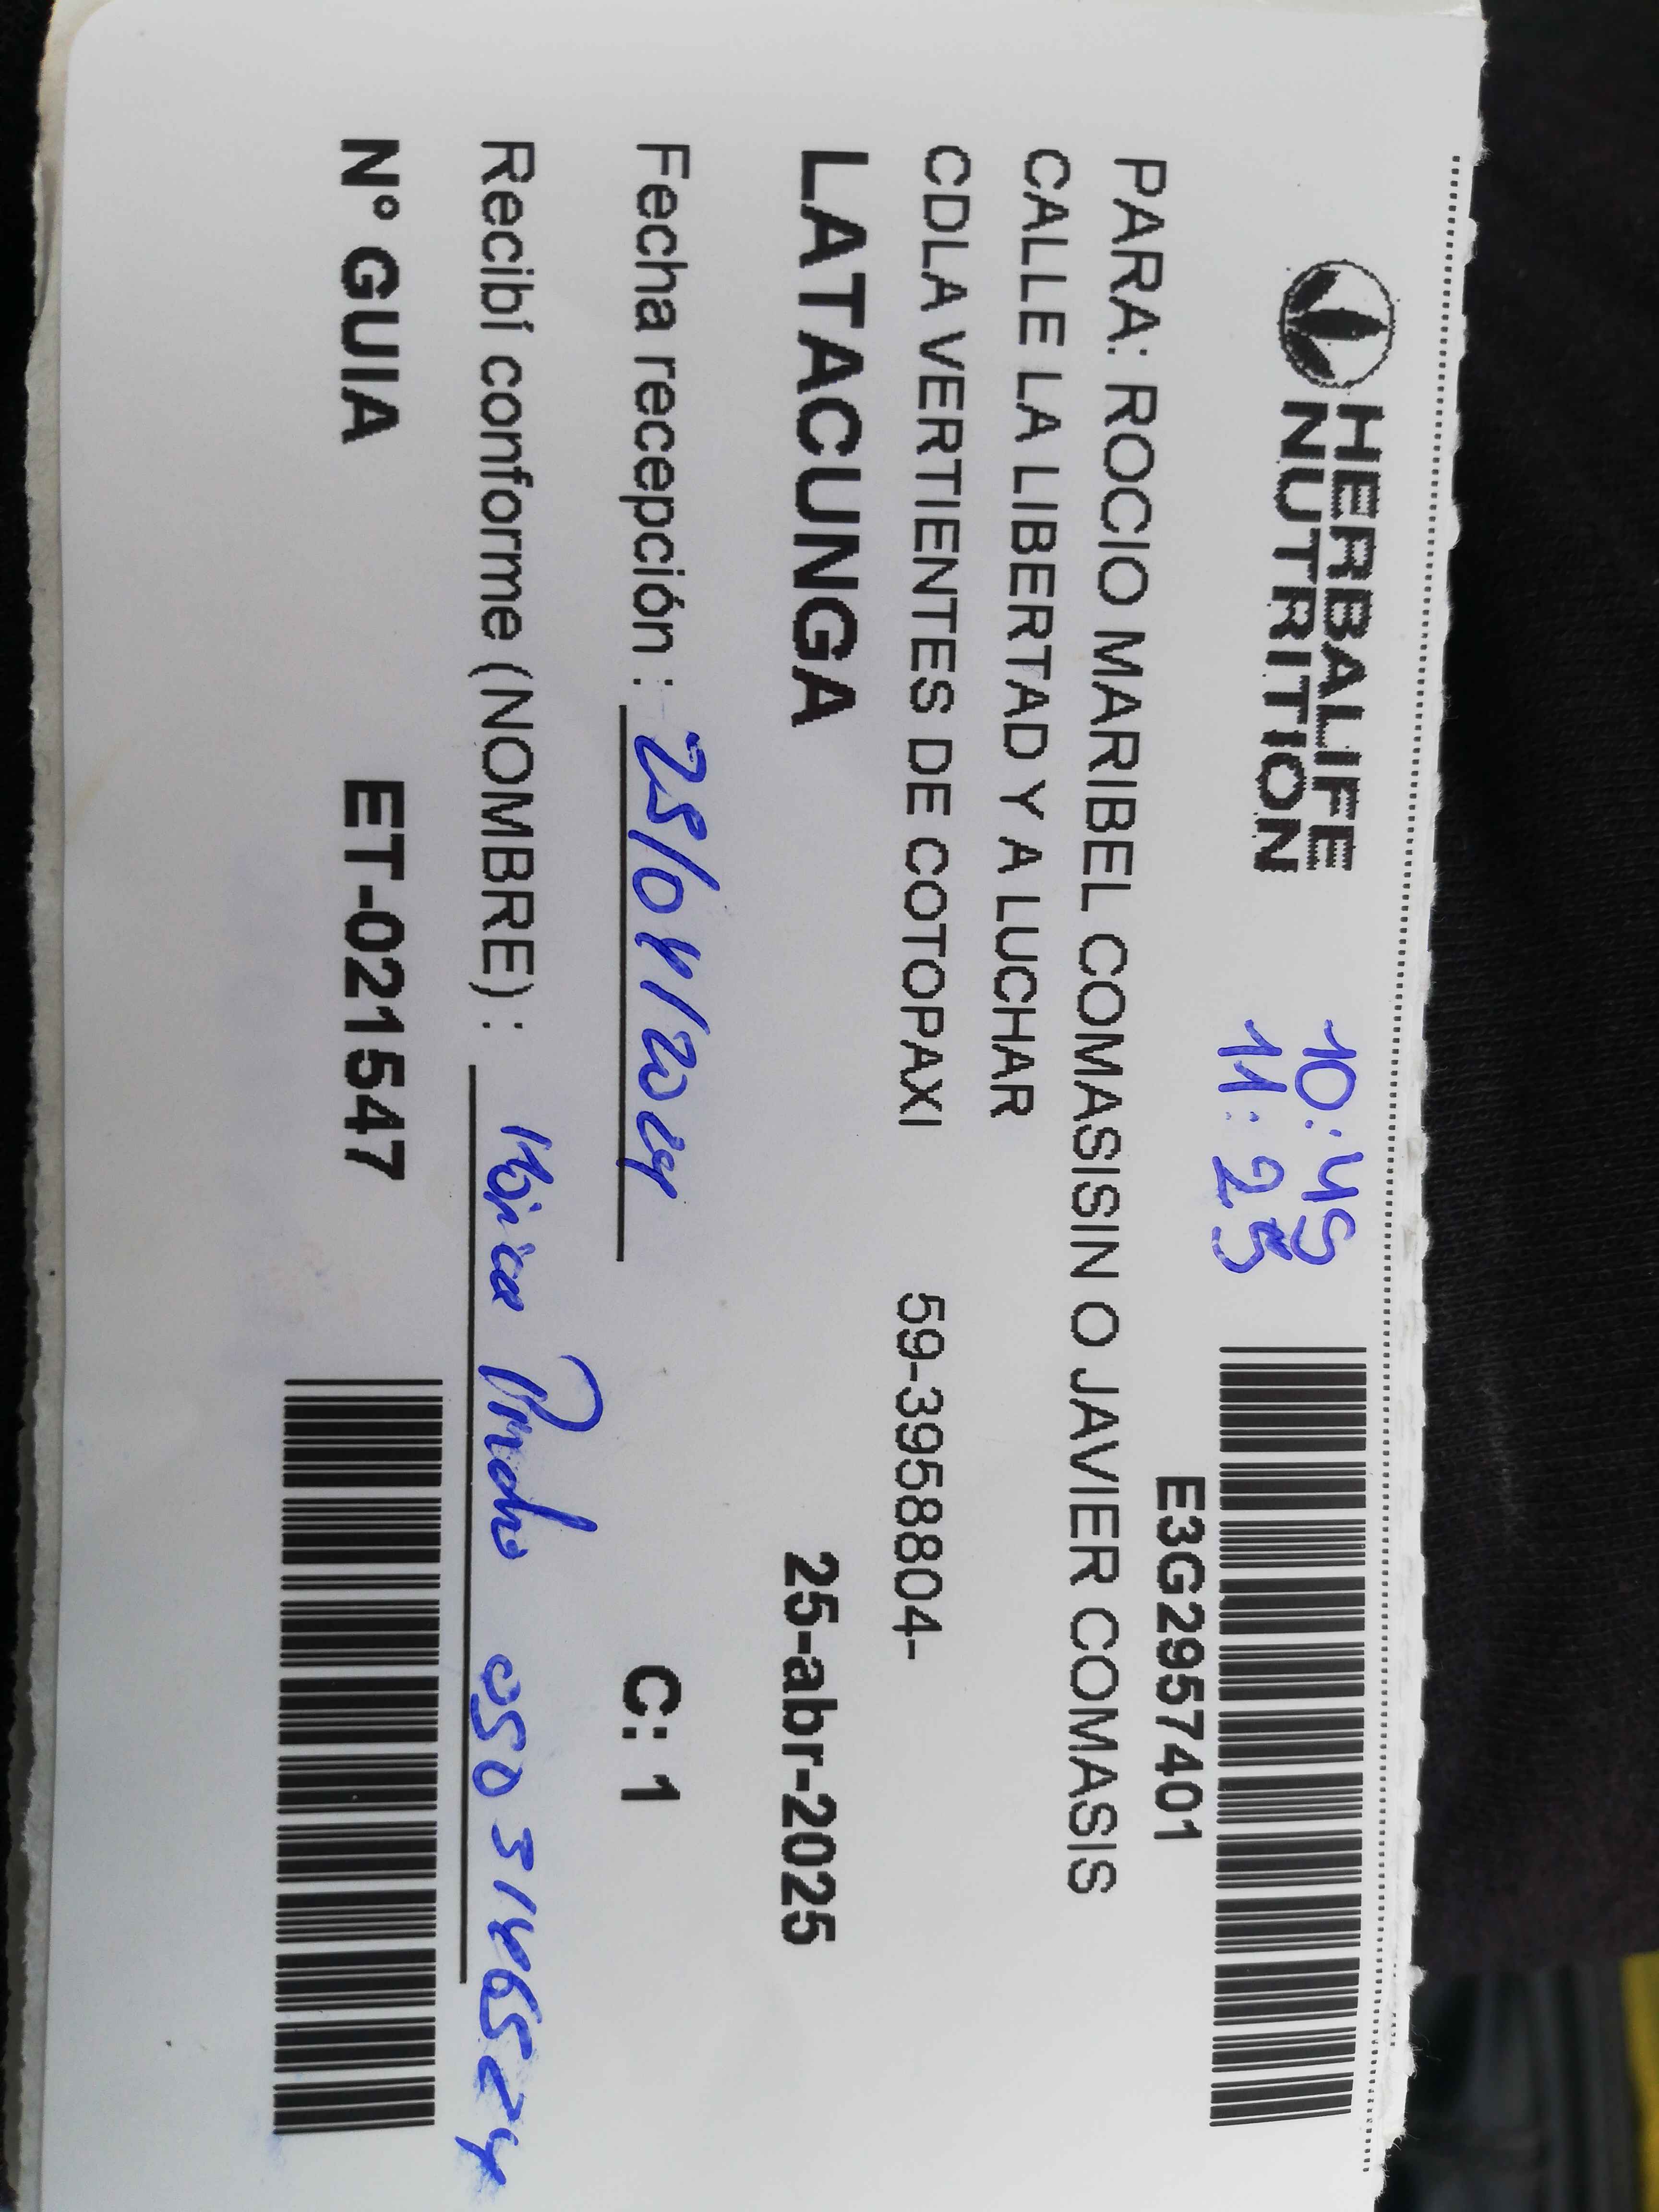 HERBALIFE
NUTRITION
10:45
11:25
E3G2957401
PARA: ROCIO MARIBEL COMASISIN O JAVIER COMASIS
CALLE LA LIBERTAD Y A LUCHAR
CDLA VERTIENTES DE COTOPAXI 59-3958804-
LATACUNGA 25-abr-2025
Fecha recepción : 25/04/2024 C: 1
Recibí conforme (NOMBRE) : 0503146524
N° GUIA ET-021547